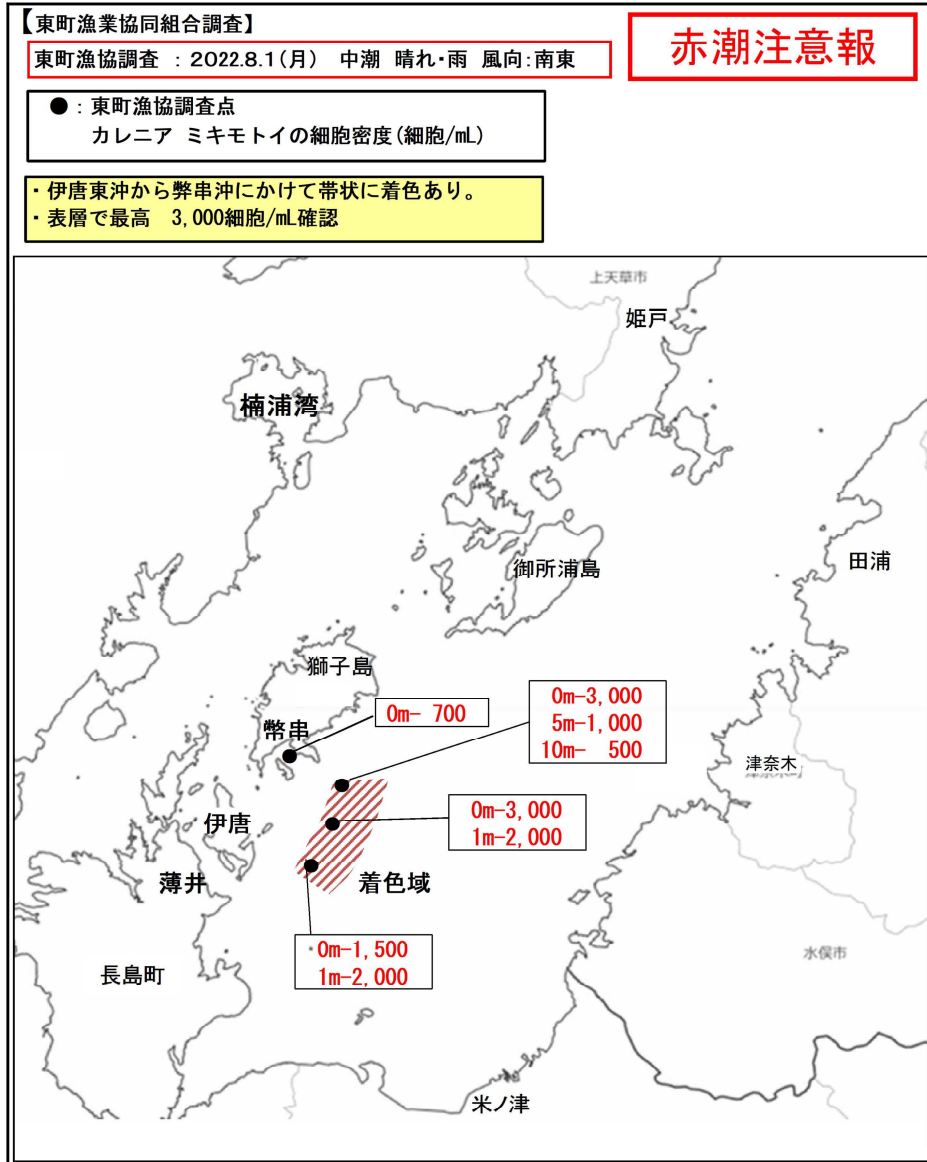 【東町漁業協同組合調査】
赤潮注意報
東町漁協調査 : 2022.8.1(月) 中潮 晴れ・雨 風向:南東
● : 東町漁協調査点
カレニア ミキモトイの細胞密度(細胞/mL)
・伊唐東沖から弊串沖にかけて帯状に着色あり。
・表層で最高 3,000細胞/mL確認
上天草市
姫戸
楠浦湾
御所浦島
田浦
獅子島
幣串
0m- 700
0m-3,000
5m-1,000
10m- 500
津奈木
伊唐
0m-3,000
1m-2,000
薄井
着色域
0m-1,500
1m-2,000
長島町
水俣市
米ノ津